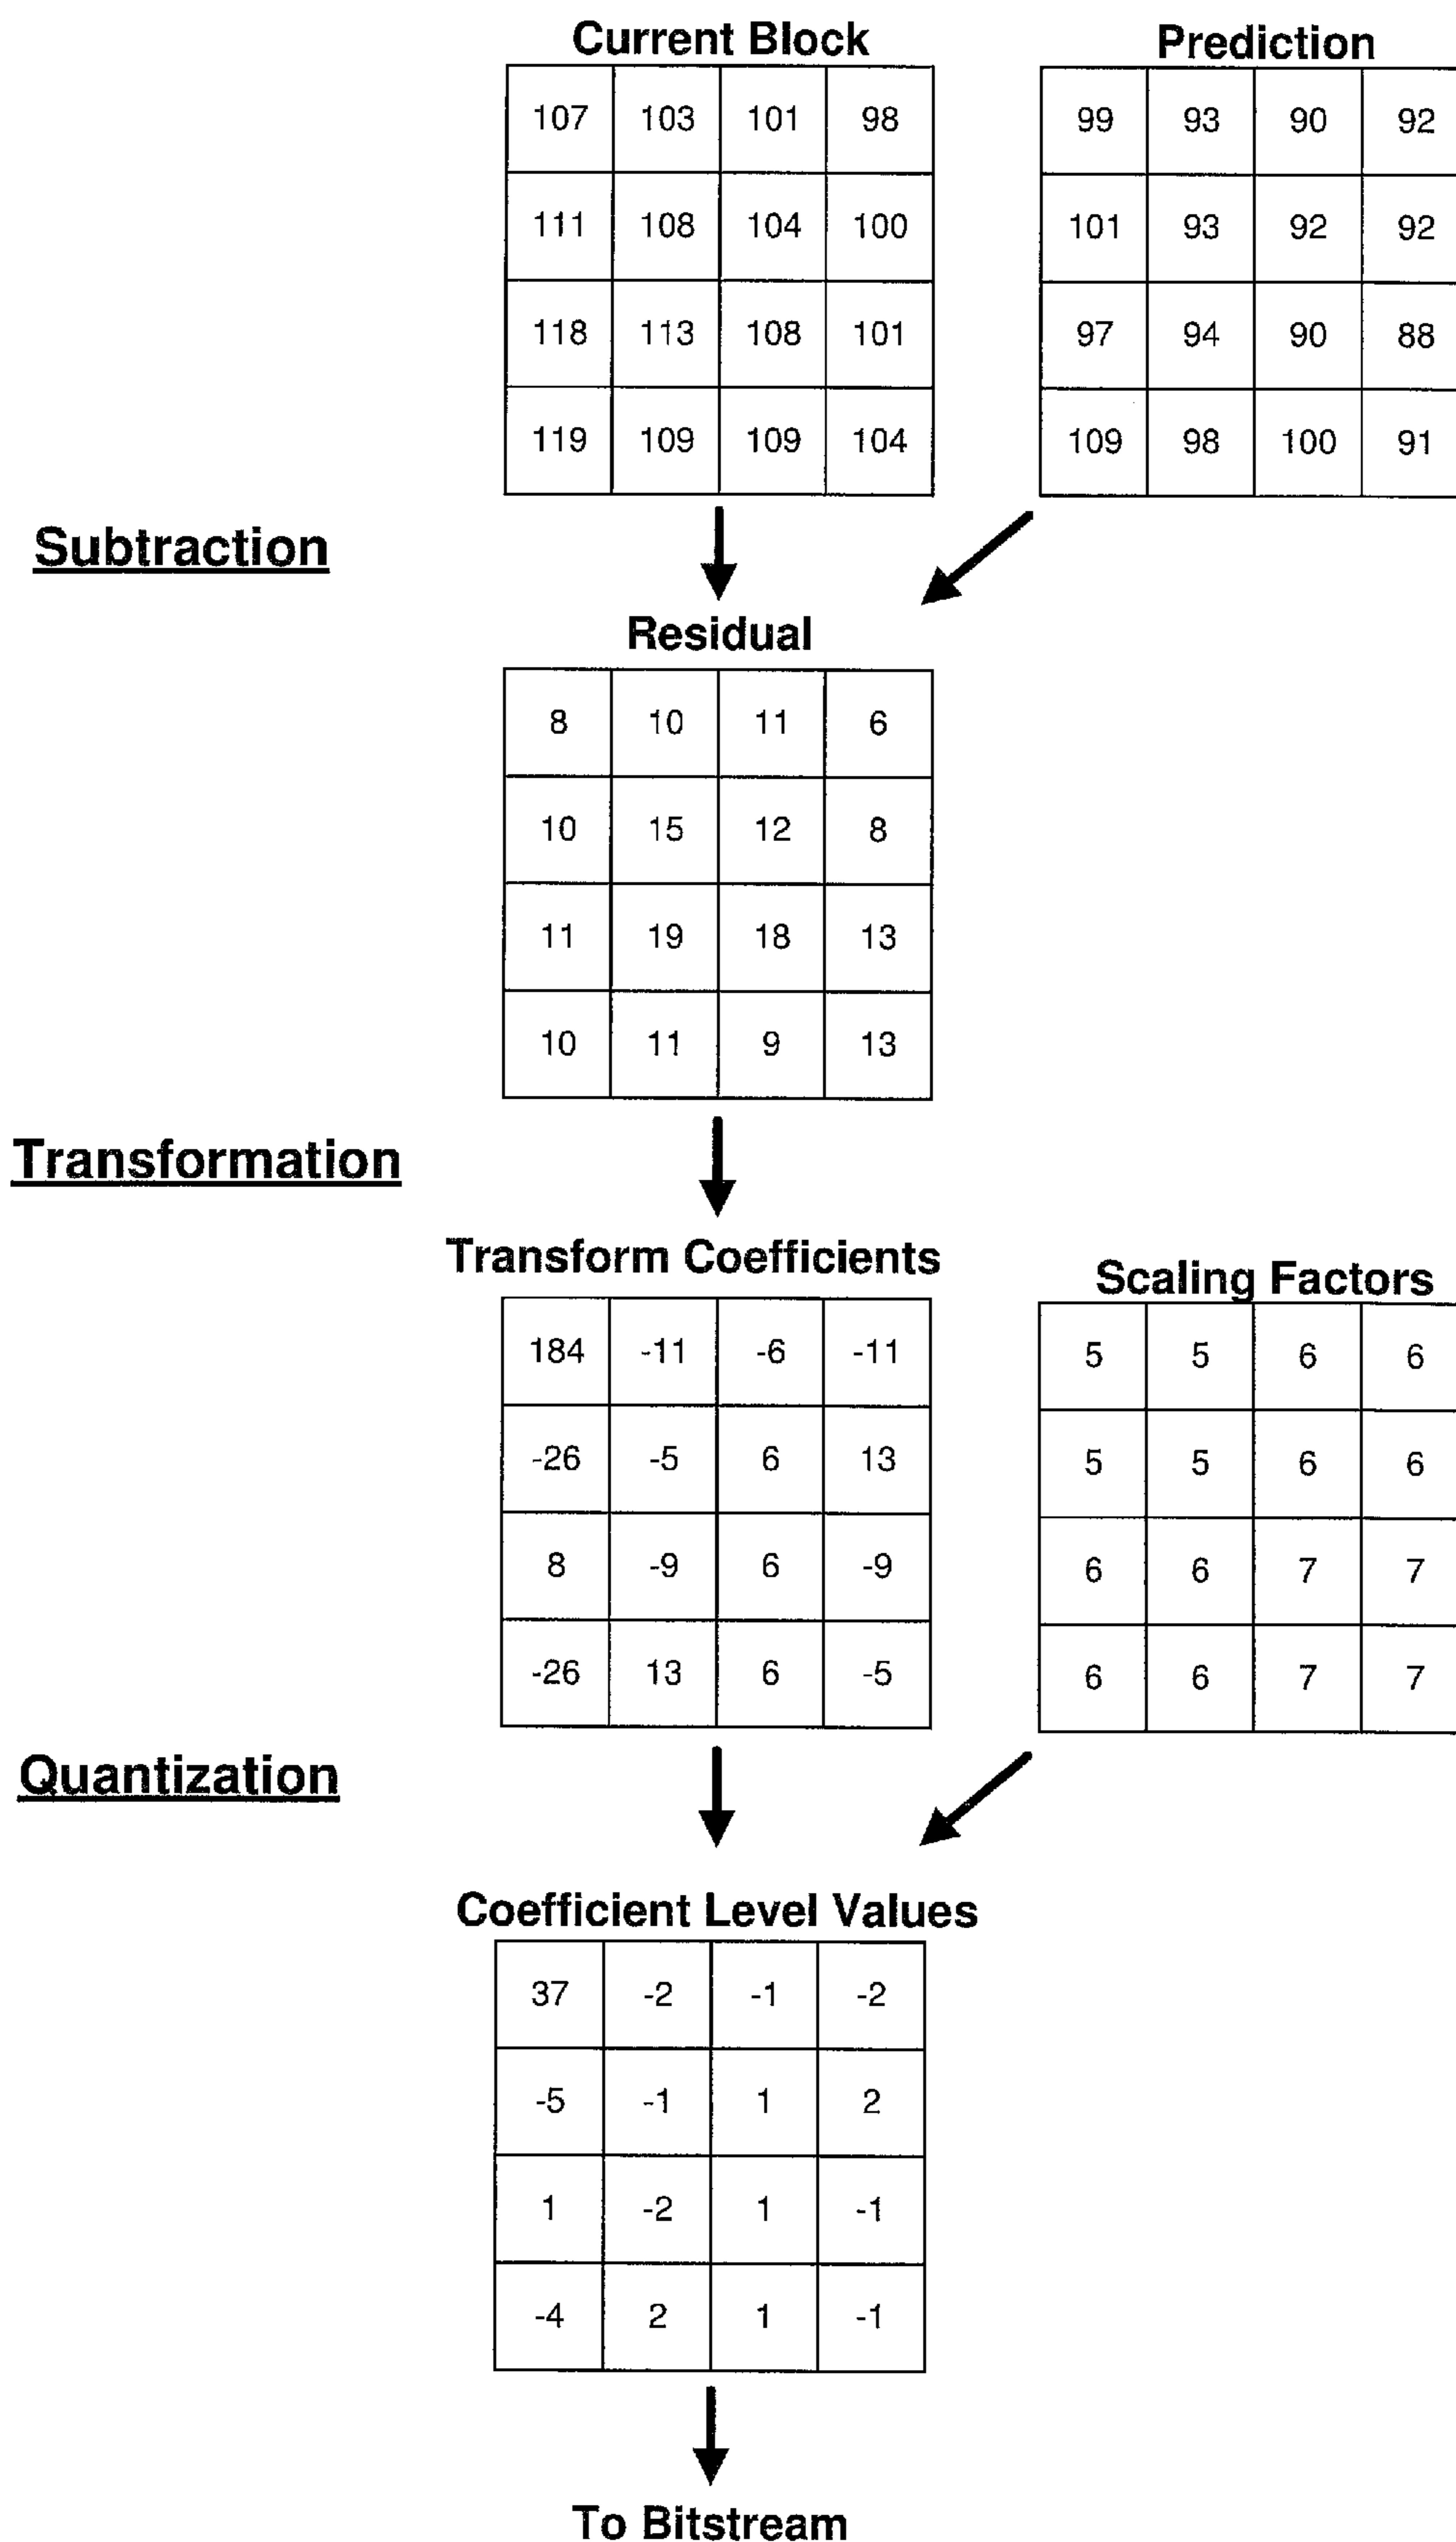 Current Block Prediction
107 103 101 98 99 93 90 92
111 108 104 100 101 93 92 92
118 113 108 101 97 94 90 88
119 109 109 104 109 98 100 91
Subtraction
Residual
8 10 11 6
10 15 12 8
11 19 18 13
10 11 9 13
Transformation
Transform Coefficients Scaling Factors
184 -11 -6 -11 5 5 6 6
-26 -5 6 13 5 5 6 6
8 -9 6 -9 6 6 7 7
-26 13 6 -5 6 6 7 7
Quantization
Coefficient Level Values
37 -2 -1 -2
-5 -1 1 2
1 -2 1 -1
-4 2 1 -1
To Bitstream